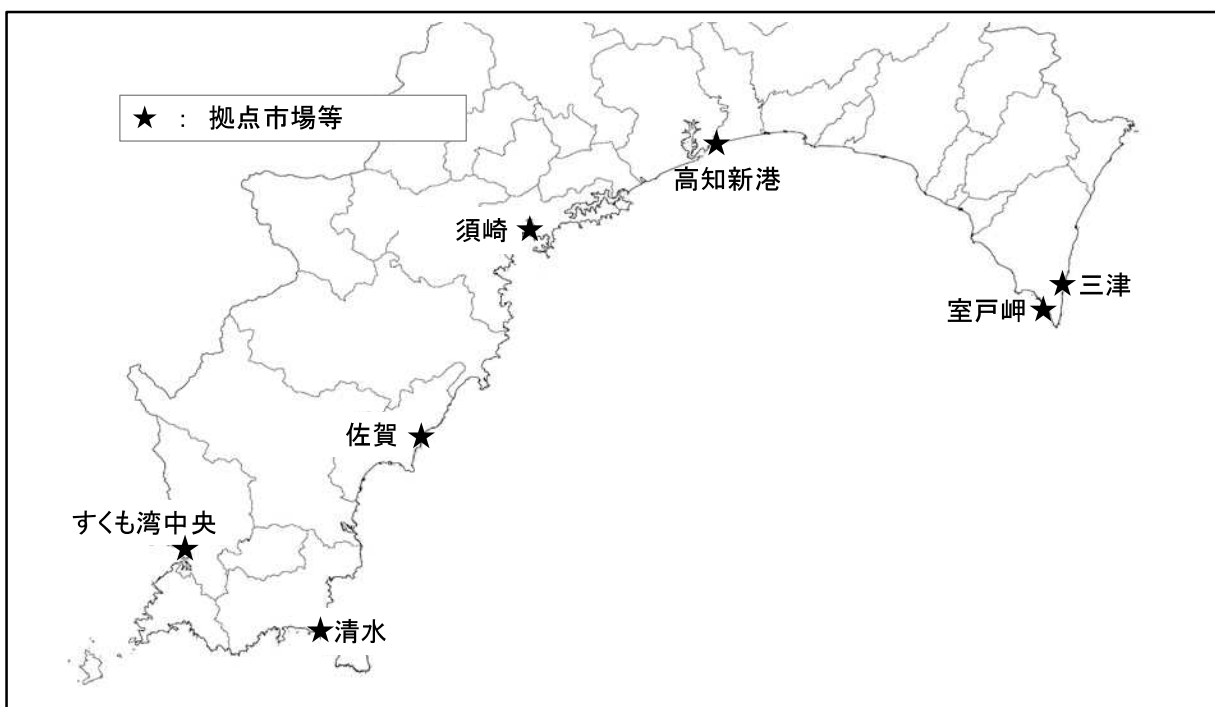 ★ : 拠点市場等
高知新港
須崎
三津
室戸岬
佐賀
すくも湾中央
清水